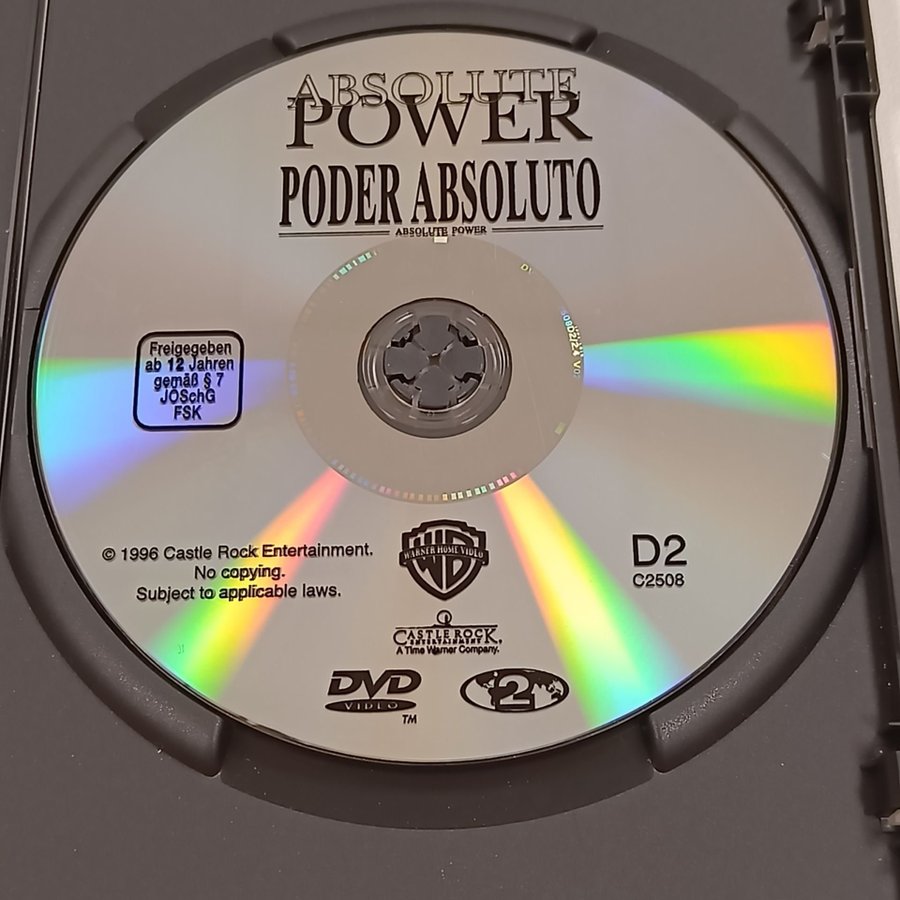 ABSOLUTE
POWER
PODER ABSOLUTO
ABSOLUTE POWER
Freigegeben
ab 12 Jahren
gemäß § 7
JÖSchG
FSK
© 1996 Castle Rock Entertainment.
No copying.
Subject to applicable laws.
WB
WARNER HOME VIDEO
CASTLE ROCK
ENTERTAINMENT
A Time Warner Company.
D2
C2508
DVD
VIDEO
TM
2